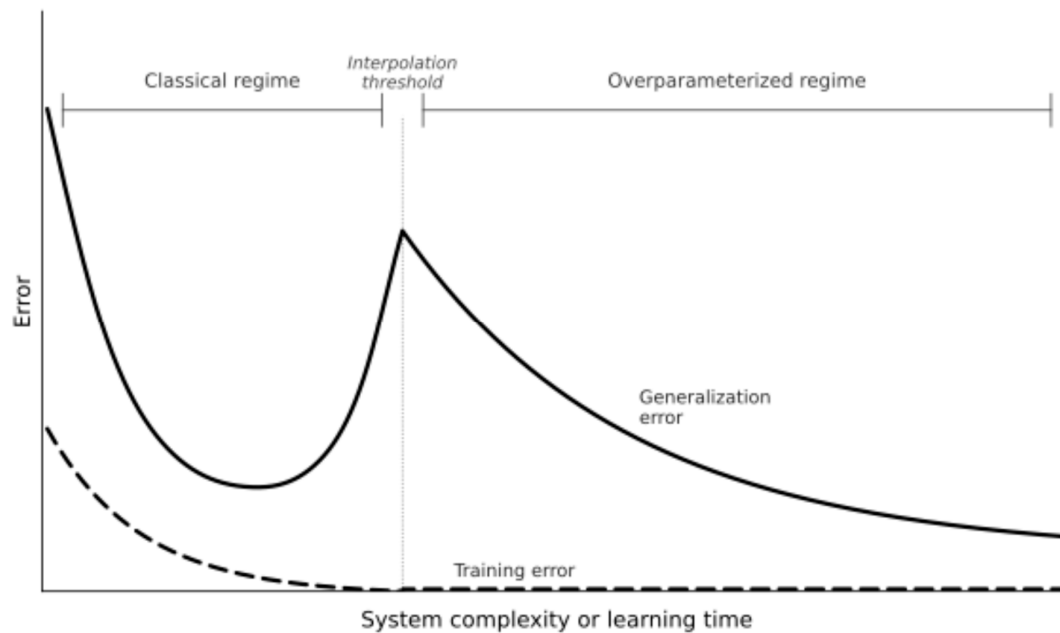 Interpolation
threshold
Classical regime
Overparameterized regime
Error
Generalization
error
Training error
System complexity or learning time